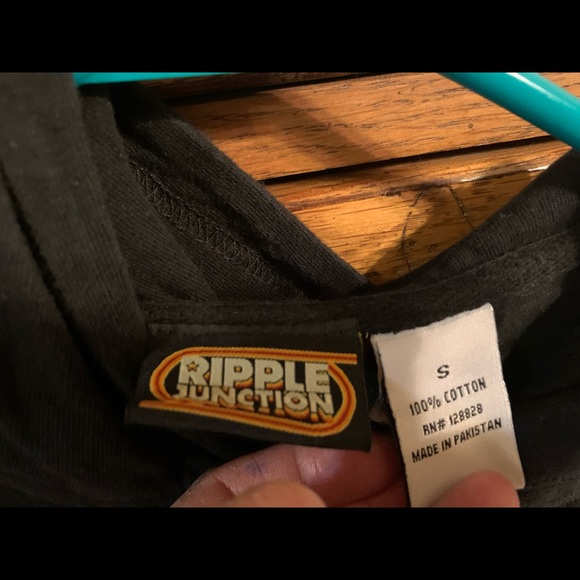 RIPPLE
JUNCTION
S
100% COTTON
RN# 128828
MADE IN PAKISTAN